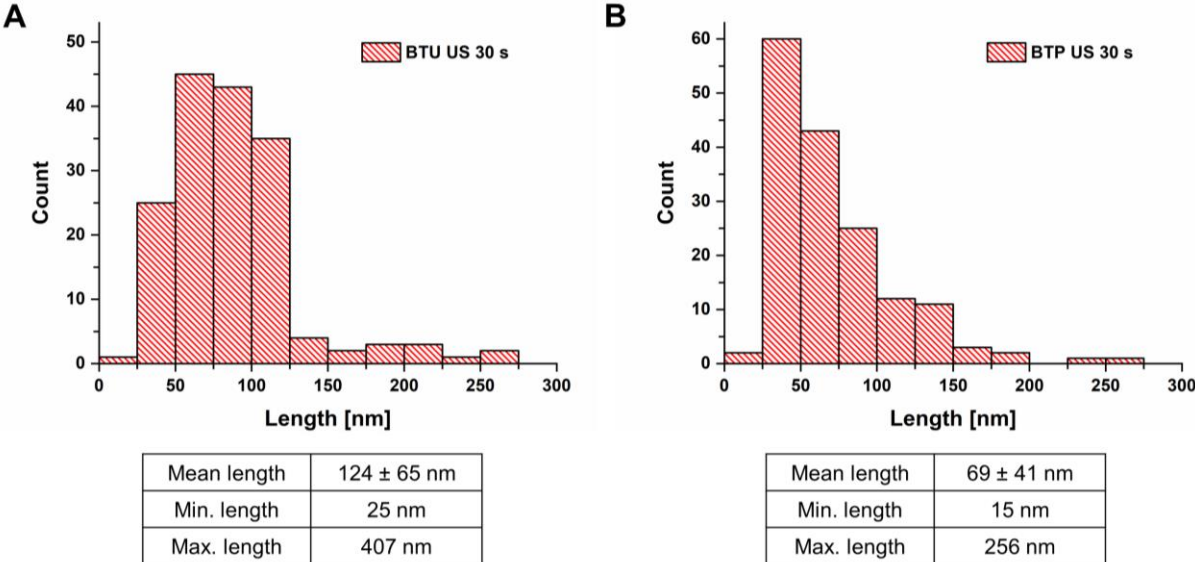 A
BTU US 30 s
50
40
30
20
10
0
Count
0 50 100 150 200 250 300
Length [nm]
Mean length 124 ± 65 nm
Min. length 25 nm
Max. length 407 nm
B
BTP US 30 s
60
50
40
30
20
10
0
Count
0 50 100 150 200 250 300
Length [nm]
Mean length 69 ± 41 nm
Min. length 15 nm
Max. length 256 nm